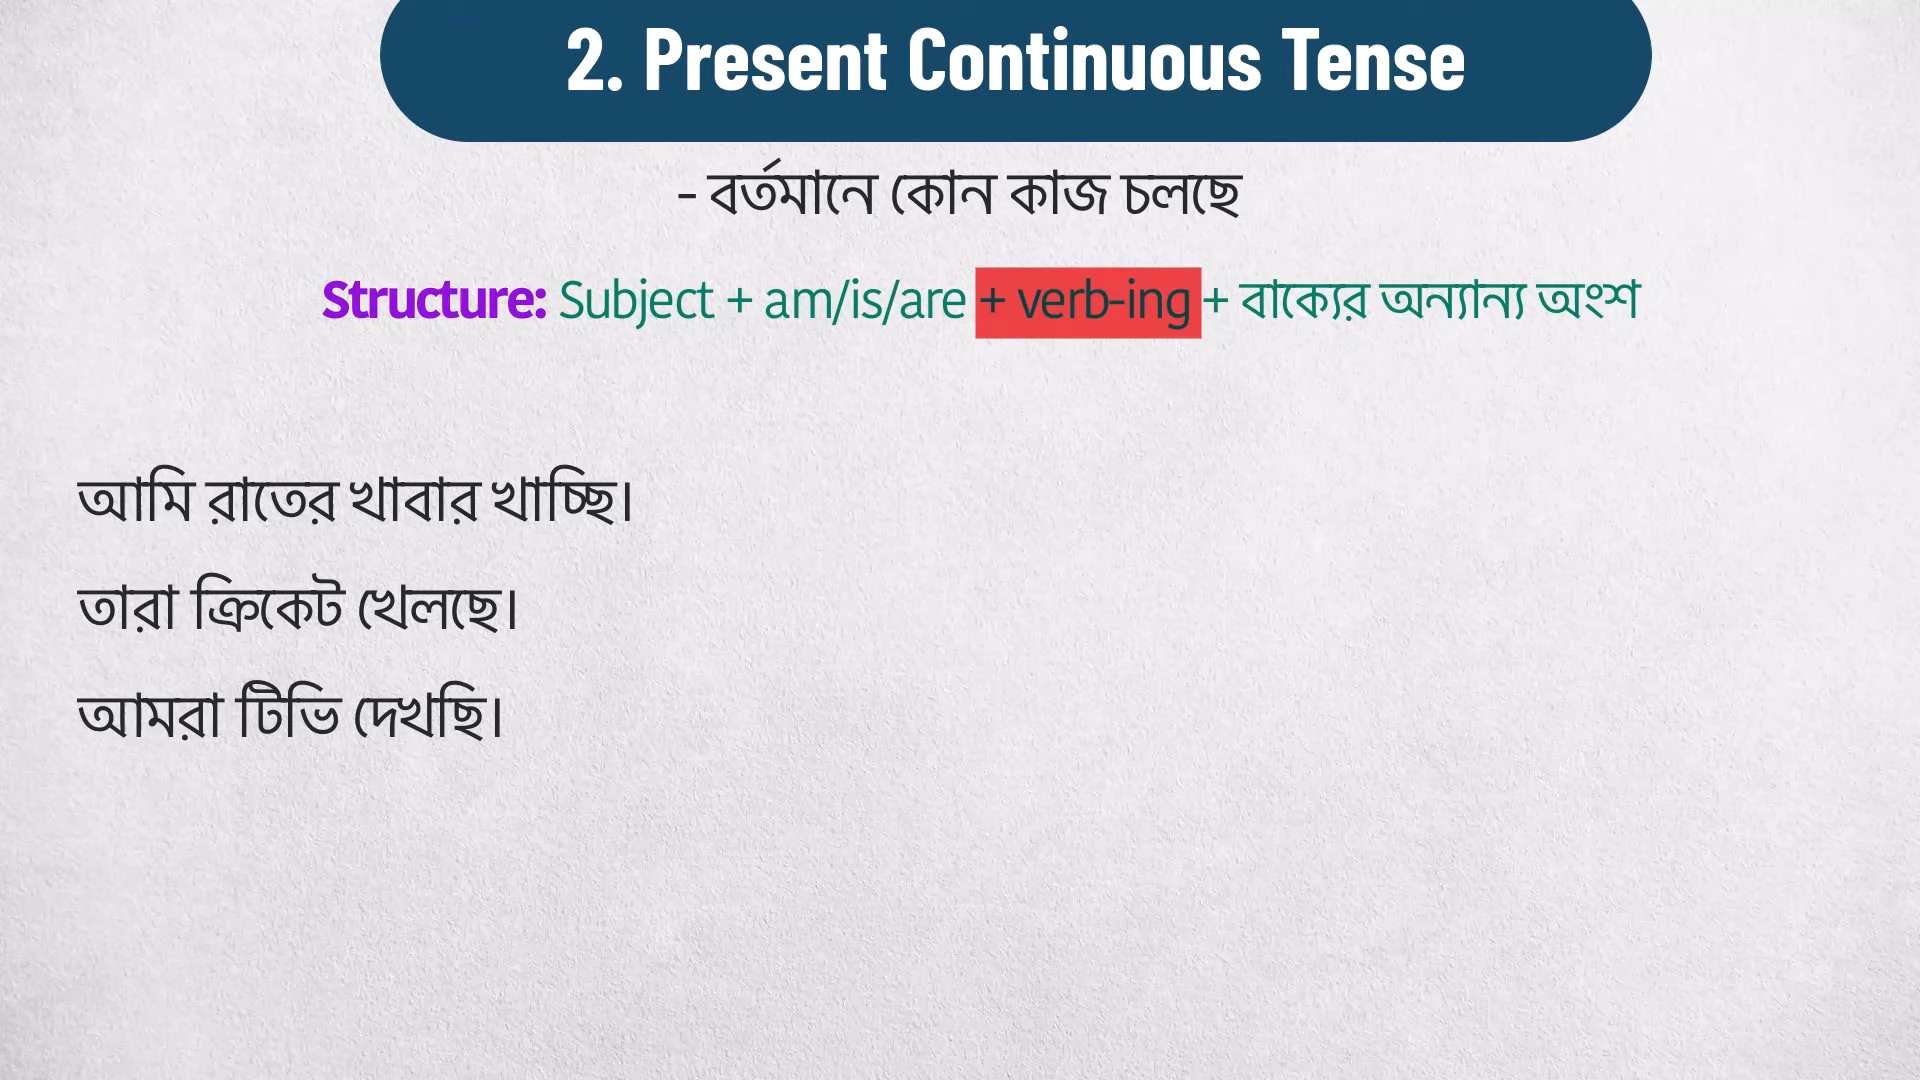 2. Present Continuous Tense
- বর্তমানে কোন কাজ চলছে
Structure: Subject + am/is/are + verb-ing + বাক্যের অন্যান্য অংশ
আমি রাতের খাবার খাচ্ছি।
তারা ক্রিকেট খেলছে।
আমরা টিভি দেখছি।